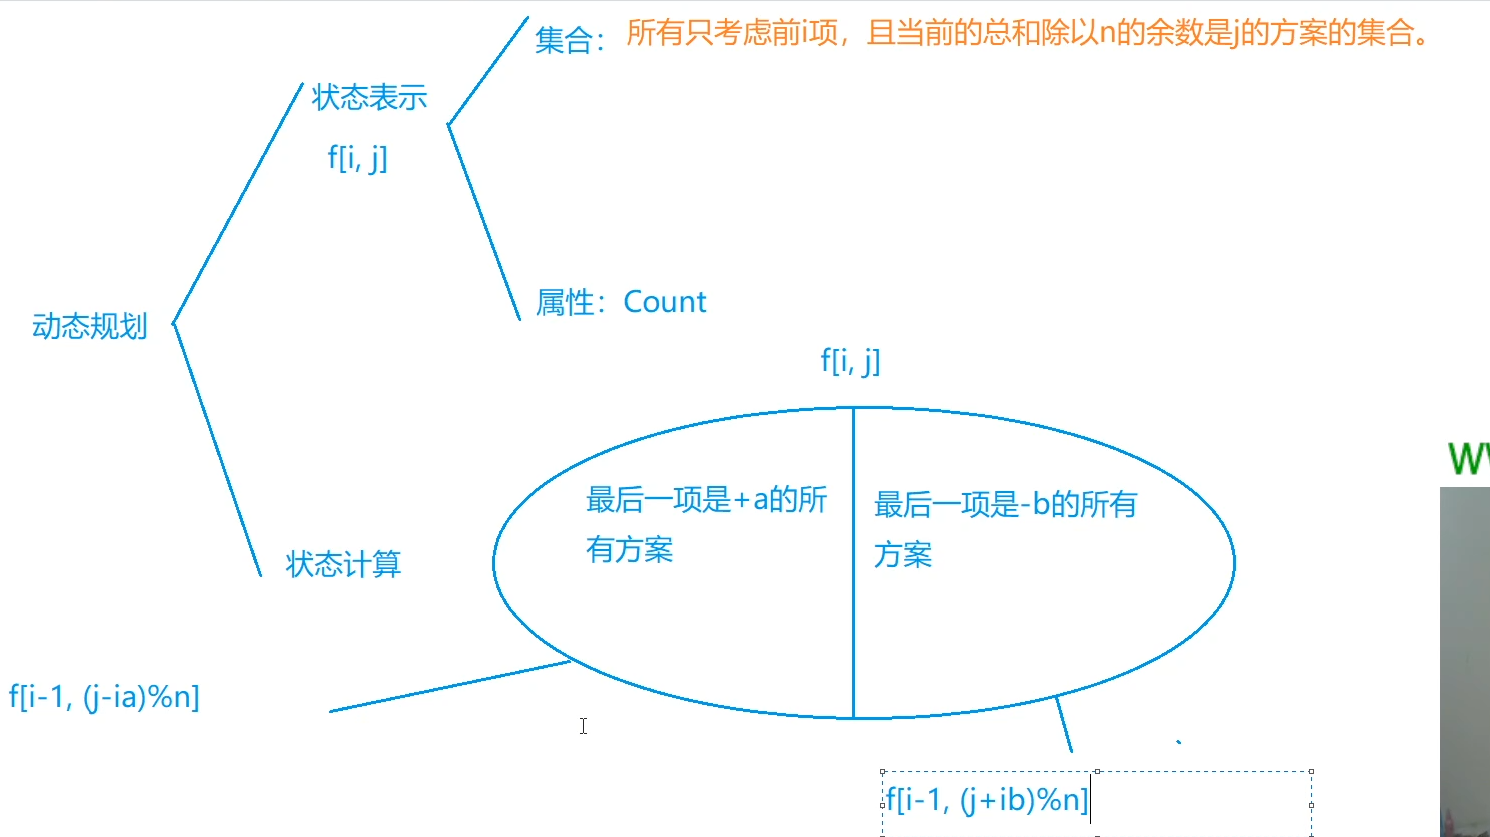 集合：
所有只考虑前i项，且当前的总和除以n的余数是j的方案的集合。
状态表示
f[i, j]
属性：Count
动态规划
f[i, j]
最后一项是+a的所
有方案
最后一项是-b的所有
方案
状态计算
f[i-1, (j-ia)%n]
f[i-1, (j+ib)%n]